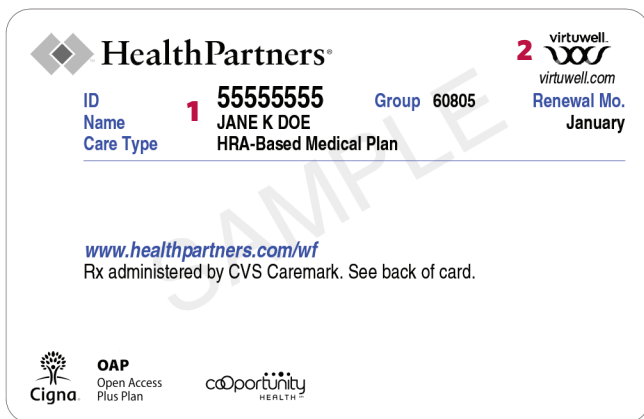 HealthPartners®
2
virtuwell.
virtuwell.com
ID 1 55555555 Group 60805 Renewal Mo.
Name JANE K DOE January
Care Type HRA-Based Medical Plan
SAMPLE
www.healthpartners.com/wf
Rx administered by CVS Caremark. See back of card.
Cigna.
OAP
Open Access
Plus Plan
coOportunity
HEALTH